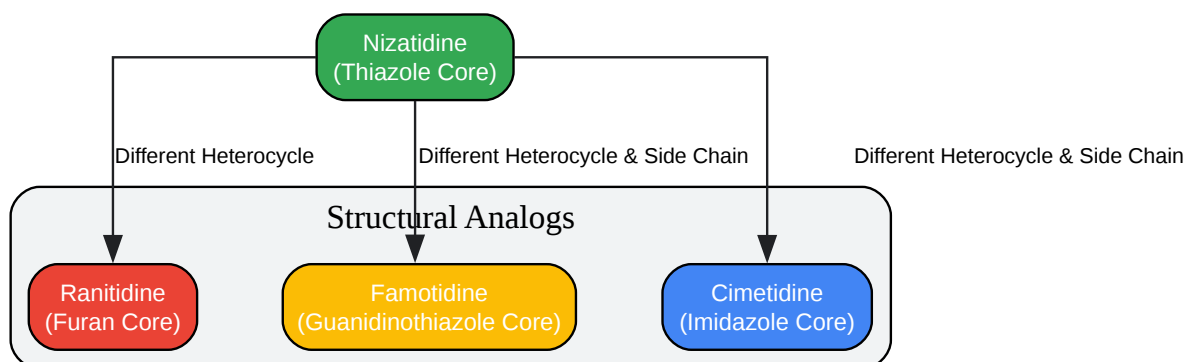 Nizatidine
(Thiazole Core)
Different Heterocycle
Different Heterocycle & Side Chain
Different Heterocycle & Side Chain
Structural Analogs
Ranitidine
(Furan Core)
Famotidine
(Guanidinothiazole Core)
Cimetidine
(Imidazole Core)